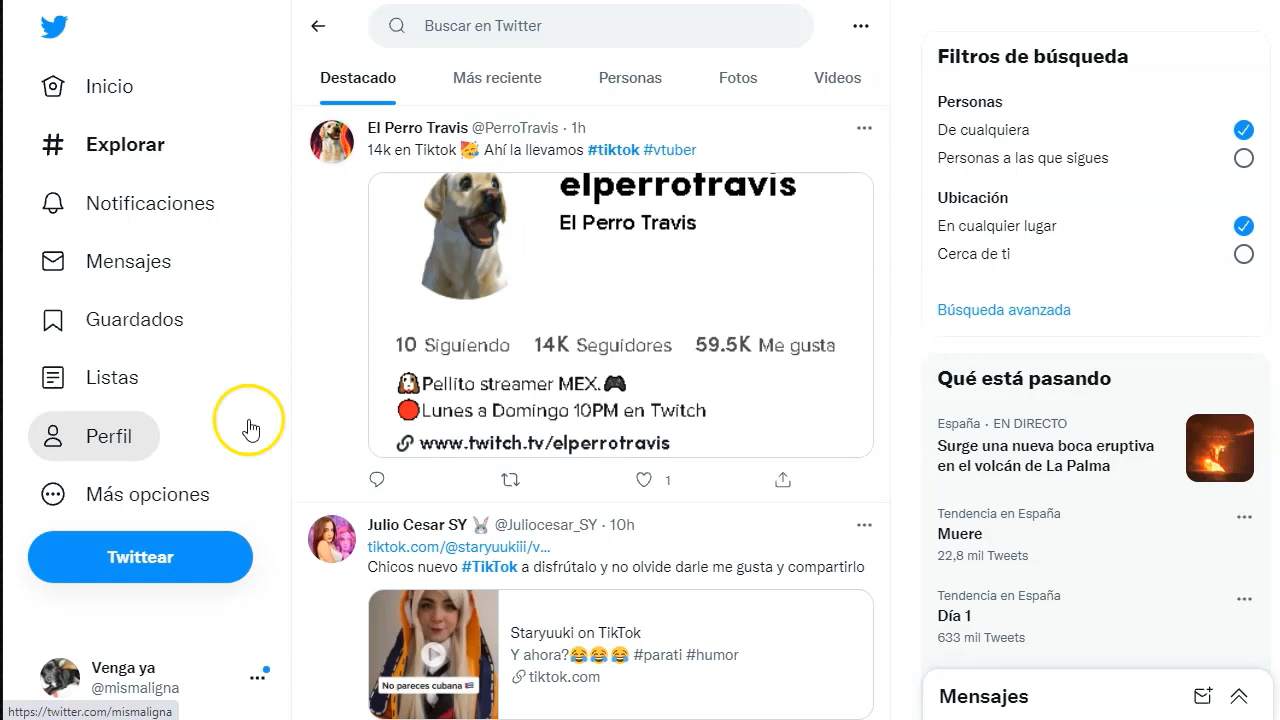 Inicio
Explorar
Notificaciones
Mensajes
Guardados
Listas
Perfil
Más opciones
Twittear
Venga ya
@mismaligna
https://twitter.com/mismaligna
Buscar en Twitter
Destacado Más reciente Personas Fotos Videos
El Perro Travis @PerroTravis · 1h
14k en Tiktok 🥳 Ahí la llevamos #tiktok #vtuber
elperrotravis
El Perro Travis
10 Siguiendo 14K Seguidores 59.5K Me gusta
🐶Pellito streamer MEX.🎮
🔴Lunes a Domingo 10PM en Twitch
🔗 www.twitch.tv/elperrotravis
1
Julio Cesar SY 🐰 @Juliocesar_SY · 10h
tiktok.com/@staryuukiii/v...
Chicos nuevo #TikTok a disfrútalo y no olvide darle me gusta y compartirlo
No pareces cubana 🇨🇺
Staryuuki on TikTok
Y ahora?😂😂😂 #parati #humor
tiktok.com
Filtros de búsqueda
Personas
De cualquiera
Personas a las que sigues
Ubicación
En cualquier lugar
Cerca de ti
Búsqueda avanzada
Qué está pasando
España · EN DIRECTO
Surge una nueva boca eruptiva
en el volcán de La Palma
Tendencia en España
Muere
22,8 mil Tweets
Tendencia en España
Día 1
633 mil Tweets
Mensajes